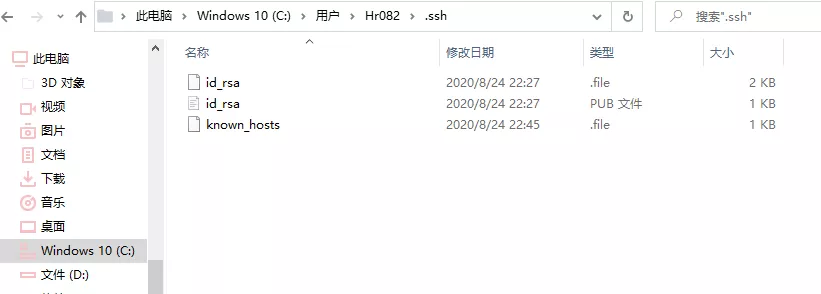 此电脑 > Windows 10 (C:) > 用户 > Hr082 > .ssh
搜索".ssh"
名称 修改日期 类型 大小
此电脑
3D 对象
视频
图片
文档
下载
音乐
桌面
Windows 10 (C:)
文件 (D:)
id_rsa 2020/8/24 22:27 .file 2 KB
id_rsa 2020/8/24 22:27 PUB 文件 1 KB
known_hosts 2020/8/24 22:45 .file 1 KB